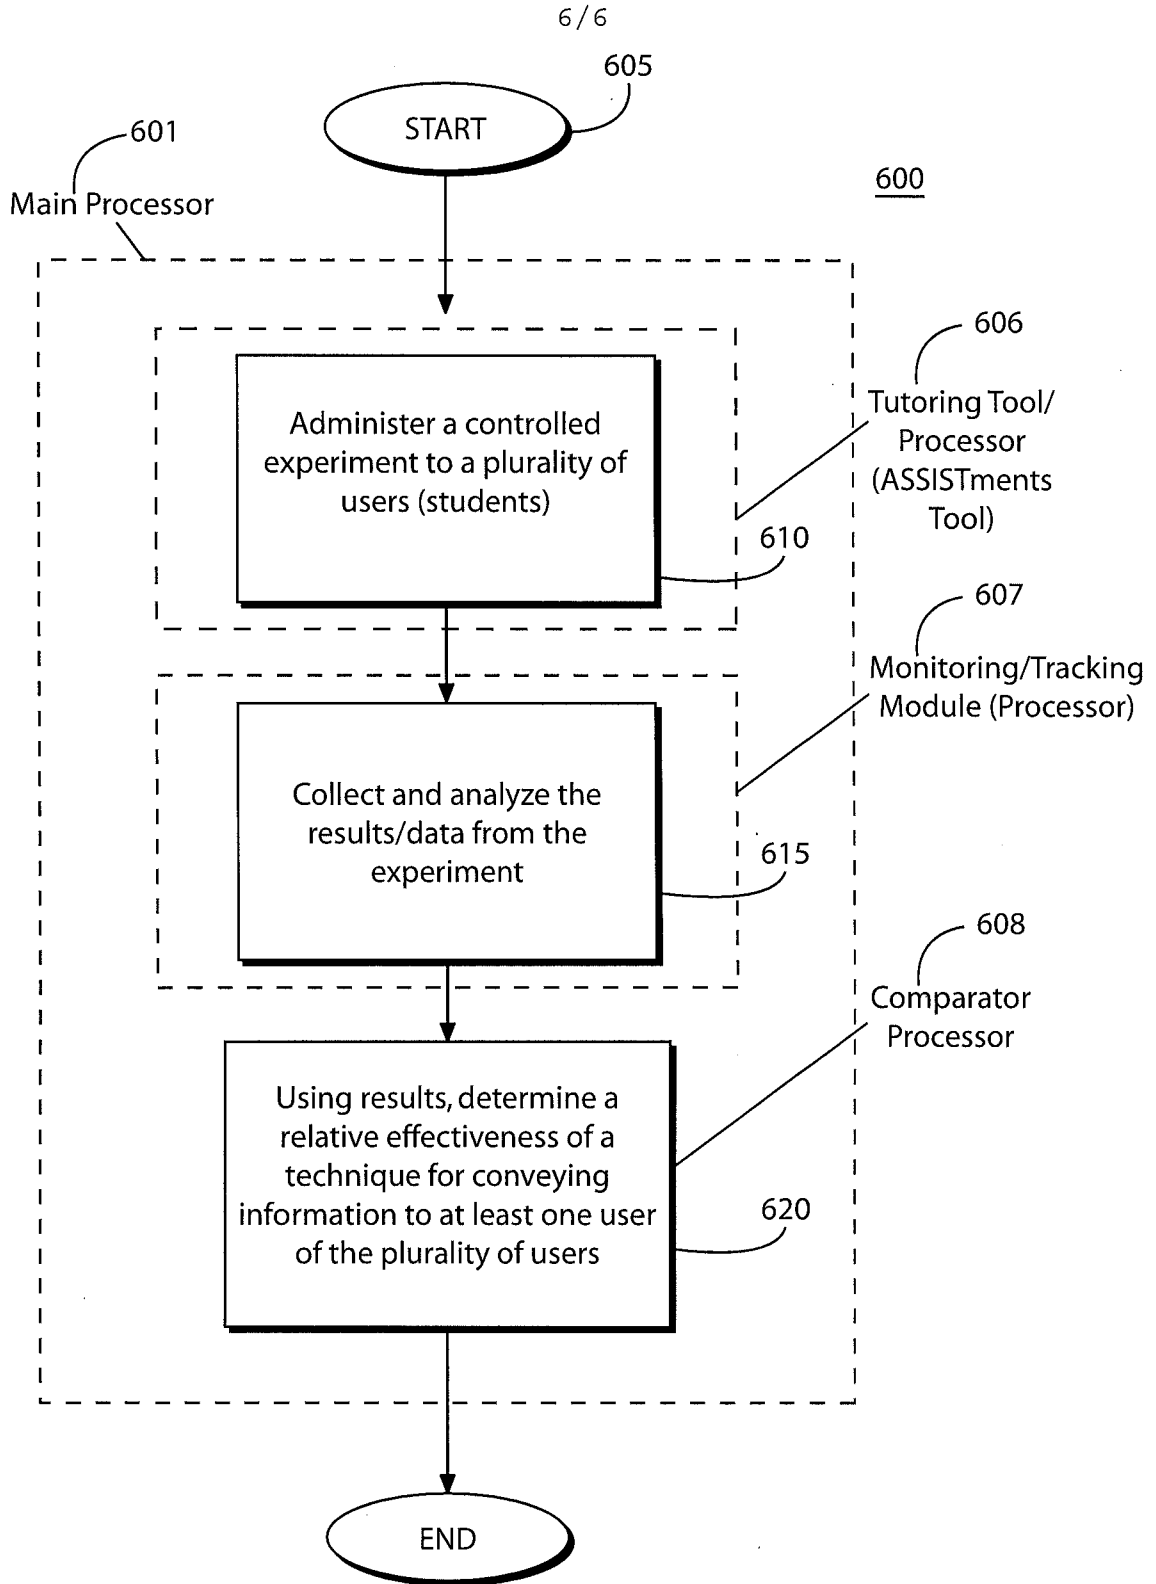 6/6
605
START
601
Main Processor
600
606
Tutoring Tool/
Processor
(ASSISTments
Tool)
Administer a controlled
experiment to a plurality of
users (students)
610
607
Monitoring/Tracking
Module (Processor)
Collect and analyze the
results/data from the
experiment
615
608
Comparator
Processor
Using results, determine a
relative effectiveness of a
technique for conveying
information to at least one user
of the plurality of users
620
END